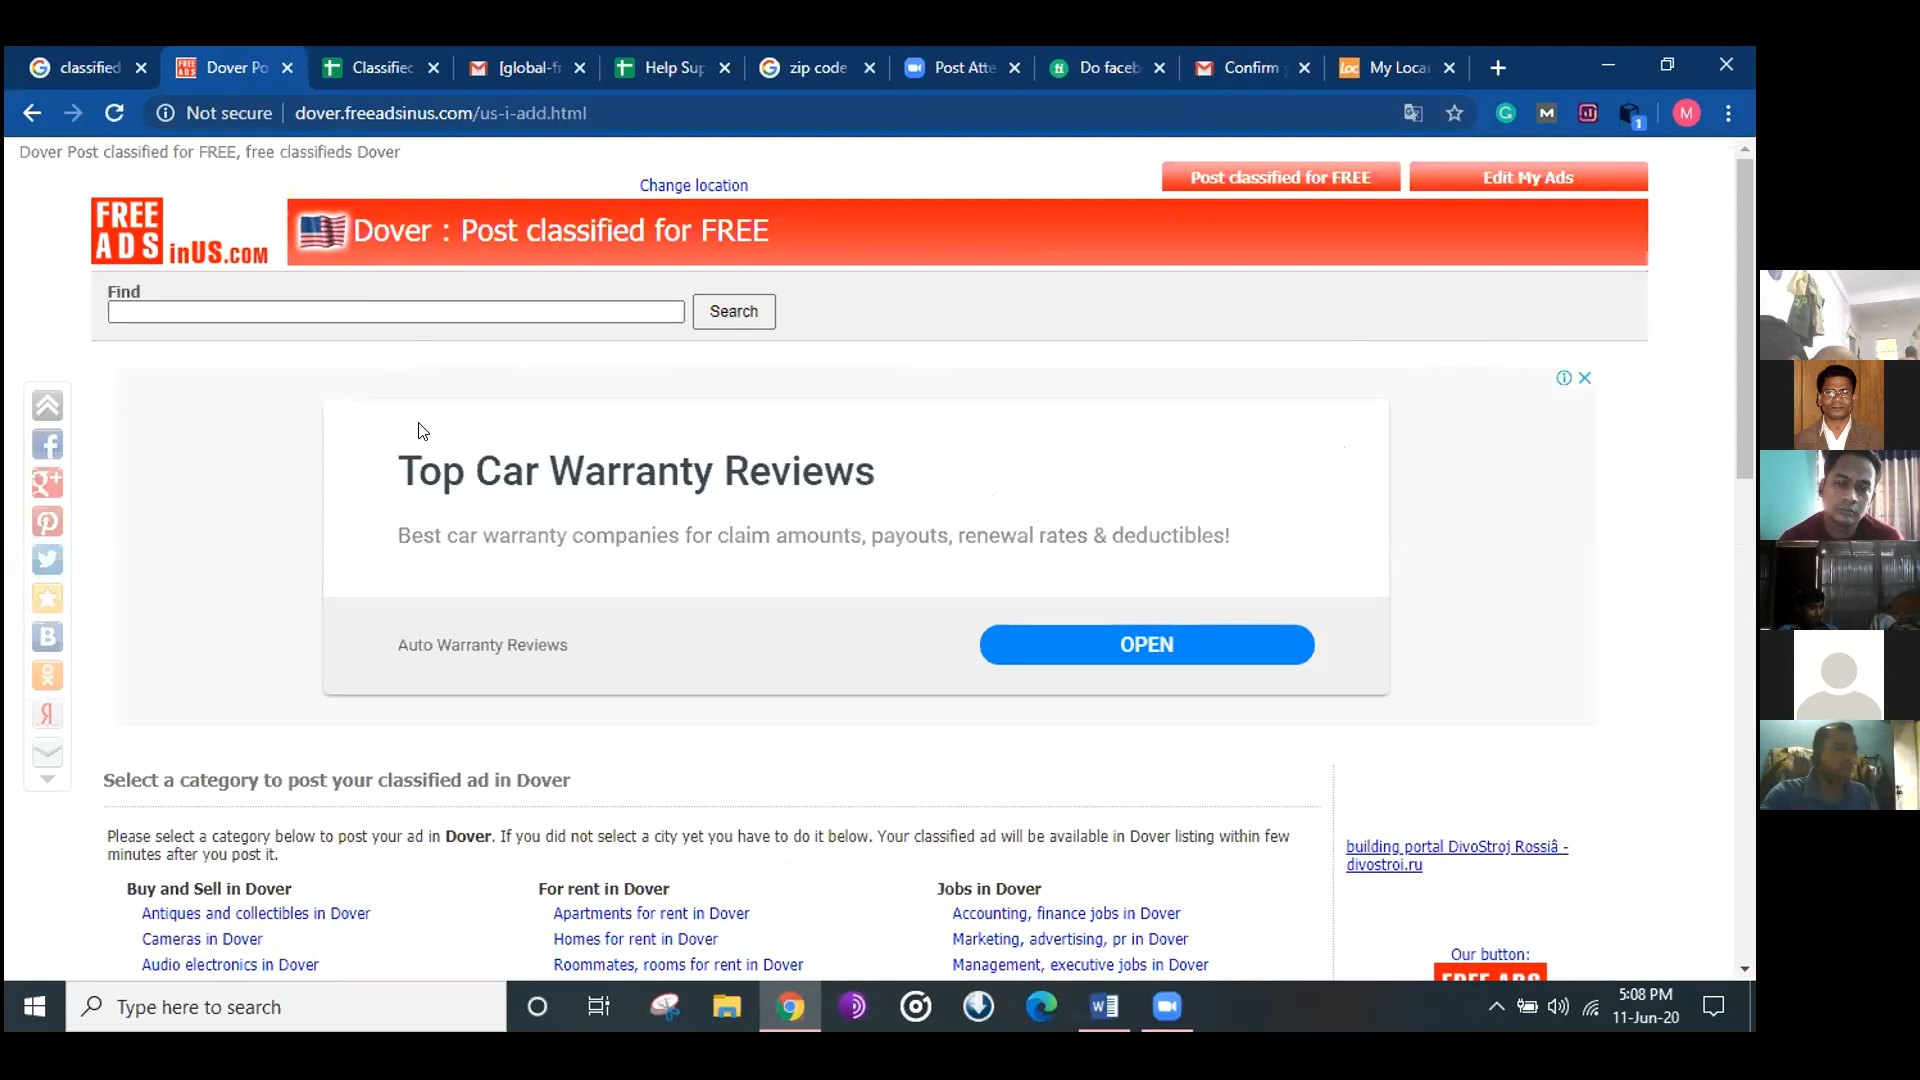 classified
Dover Po
Classified
[global-fr
Help Sup
zip code
Post Atte
Do faceb
Confirm
My Loca
Not secure
dover.freeadsinus.com/us-i-add.html
M
1
M
Dover Post classified for FREE, free classifieds Dover
Change location
Post classified for FREE
Edit My Ads
FREE
ADS
inUS.COM
Dover : Post classified for FREE
Find
Search
Top Car Warranty Reviews
Best car warranty companies for claim amounts, payouts, renewal rates & deductibles!
Auto Warranty Reviews
OPEN
Select a category to post your classified ad in Dover
Please select a category below to post your ad in Dover. If you did not select a city yet you have to do it below. Your classified ad will be available in Dover listing within few
minutes after you post it.
building portal DivoStroj Rossiâ -
divostroi.ru
Buy and Sell in Dover
For rent in Dover
Jobs in Dover
Antiques and collectibles in Dover
Apartments for rent in Dover
Accounting, finance jobs in Dover
Cameras in Dover
Homes for rent in Dover
Marketing, advertising, pr in Dover
Audio electronics in Dover
Roommates, rooms for rent in Dover
Management, executive jobs in Dover
Our button:
FREE ADS
Type here to search
5:08 PM
11-Jun-20